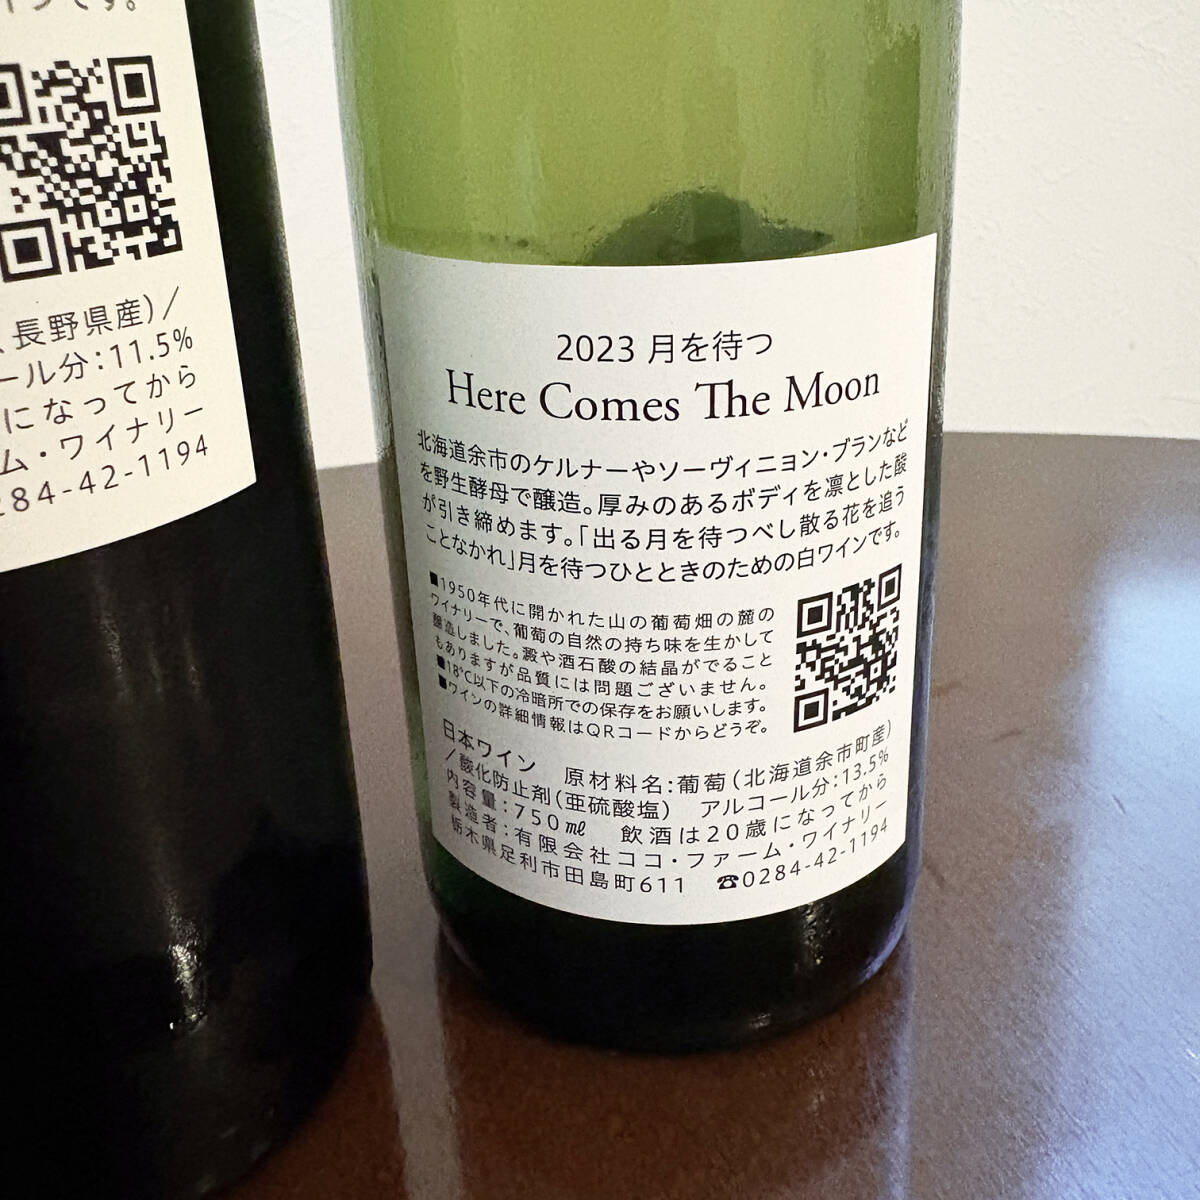 です。
長野県産)/
ール分:11.5%
になってから
ム・ワイナリー
284-42-1194
2023 月を待つ
Here Comes The Moon
北海道余市のケルナーやソーヴィニョン・ブランなど
を野生酵母で醸造。厚みのあるボディを凛とした酸
が引き締めます。「出る月を待つべし散る花を追う
ことなかれ」月を待つひとときのための白ワインです。
■1950年代に開かれた山の葡萄畑の麓の
ワイナリーで、葡萄の自然の持ち味を生かして
醸造しました。澱や酒石酸の結晶がでること
もありますが品質には問題ございません。
■18℃以下の冷暗所での保存をお願いします。
■ワインの詳細情報はQRコードからどうぞ。
日本ワイン 原材料名:葡萄(北海道余市町産)
/酸化防止剤(亜硫酸塩) アルコール分:13.5%
内容量:750㎖ 飲酒は20歳になってから
製造者:有限会社ココ・ファーム・ワイナリー
栃木県足利市田島町611 ☎0284-42-1194